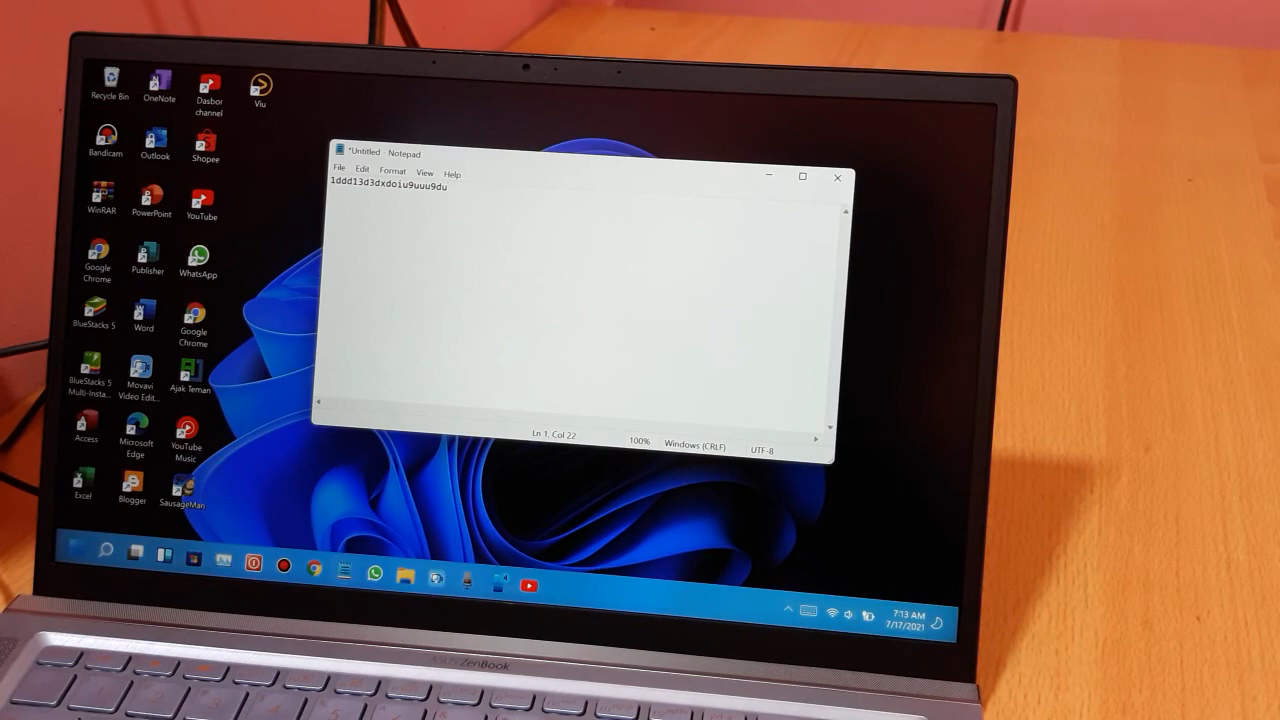 Recycle Bin
OneNote
Dasbor
channel
Viu
Bandicam
Outlook
Shopee
WinRAR
PowerPoint
YouTube
Google
Chrome
Publisher
WhatsApp
BlueStacks 5
Word
Google
Chrome
BlueStacks 5
Multi-Insta...
Movavi
Video Edit...
Ajak Teman
Access
Microsoft
Edge
YouTube
Music
Excel
Blogger
SausageMan
*Untitled - Notepad
File Edit Format View Help
1ddd13d3dxdoiu9uuu9du
Ln 1, Col 22
100%
Windows (CRLF)
UTF-8
7:13 AM
7/17/2021
ASUS ZenBook